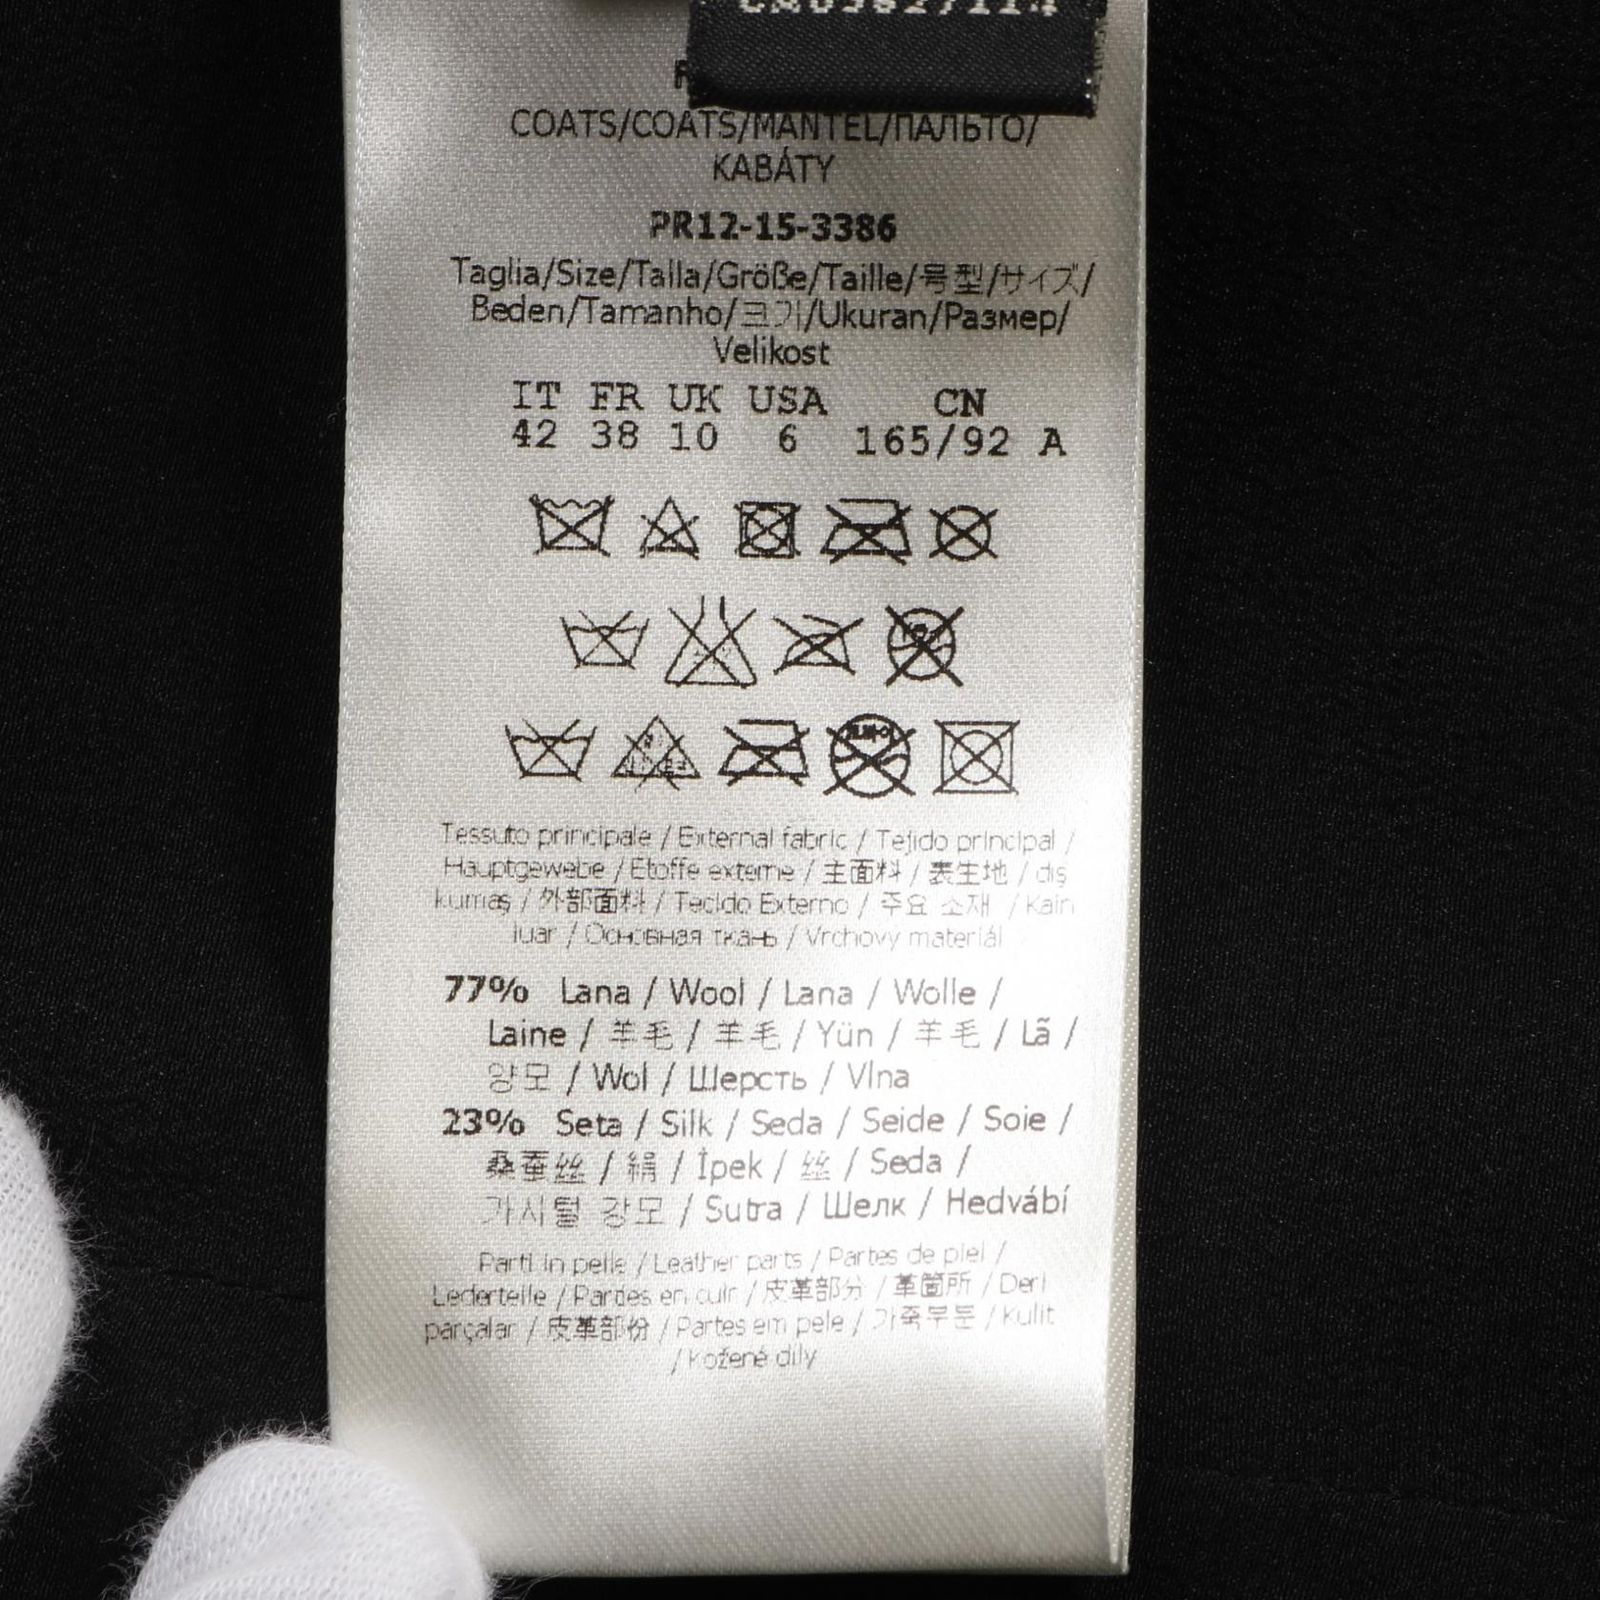 COATS/COATS/MANTEL/ПАЛЬТО/
KABÁTY
PR12-15-3386
Taglia/Size/Talla/Größe/Taille/号型/サイズ/
Beden/Tamanho/크기/Ukuran/Размер/
Velikost
IT FR UK USA CN
42 38 10 6 165/92 A
Tessuto principale / External fabric / Tejido principal /
Hauptgewebe / Etoffe externe / 主面料 / 表生地 / dış
kumaş / 外部面料 / Tecido Externo / 주요 소재 / Kain
luar / Основная ткань / Vrchový materiál
77% Lana / Wool / Lana / Wolle /
Laine / 羊毛 / 羊毛 / Yün / 羊毛 / Lã /
양모 / Wol / Шерсть / Vlna
23% Seta / Silk / Seda / Seide / Soie /
桑蚕丝 / 絹 / İpek / 丝 / Seda /
가시털 강모 / Sutra / Шелк / Hedvábí
Parti in pelle / Leather parts / Partes de piel /
Lederteile / Parties en cuir / 皮革部分 / 革箇所 / Deri
parçalar / 皮革部份 / Partes em pele / 가죽부분 / Kulit
/ Kožené díly